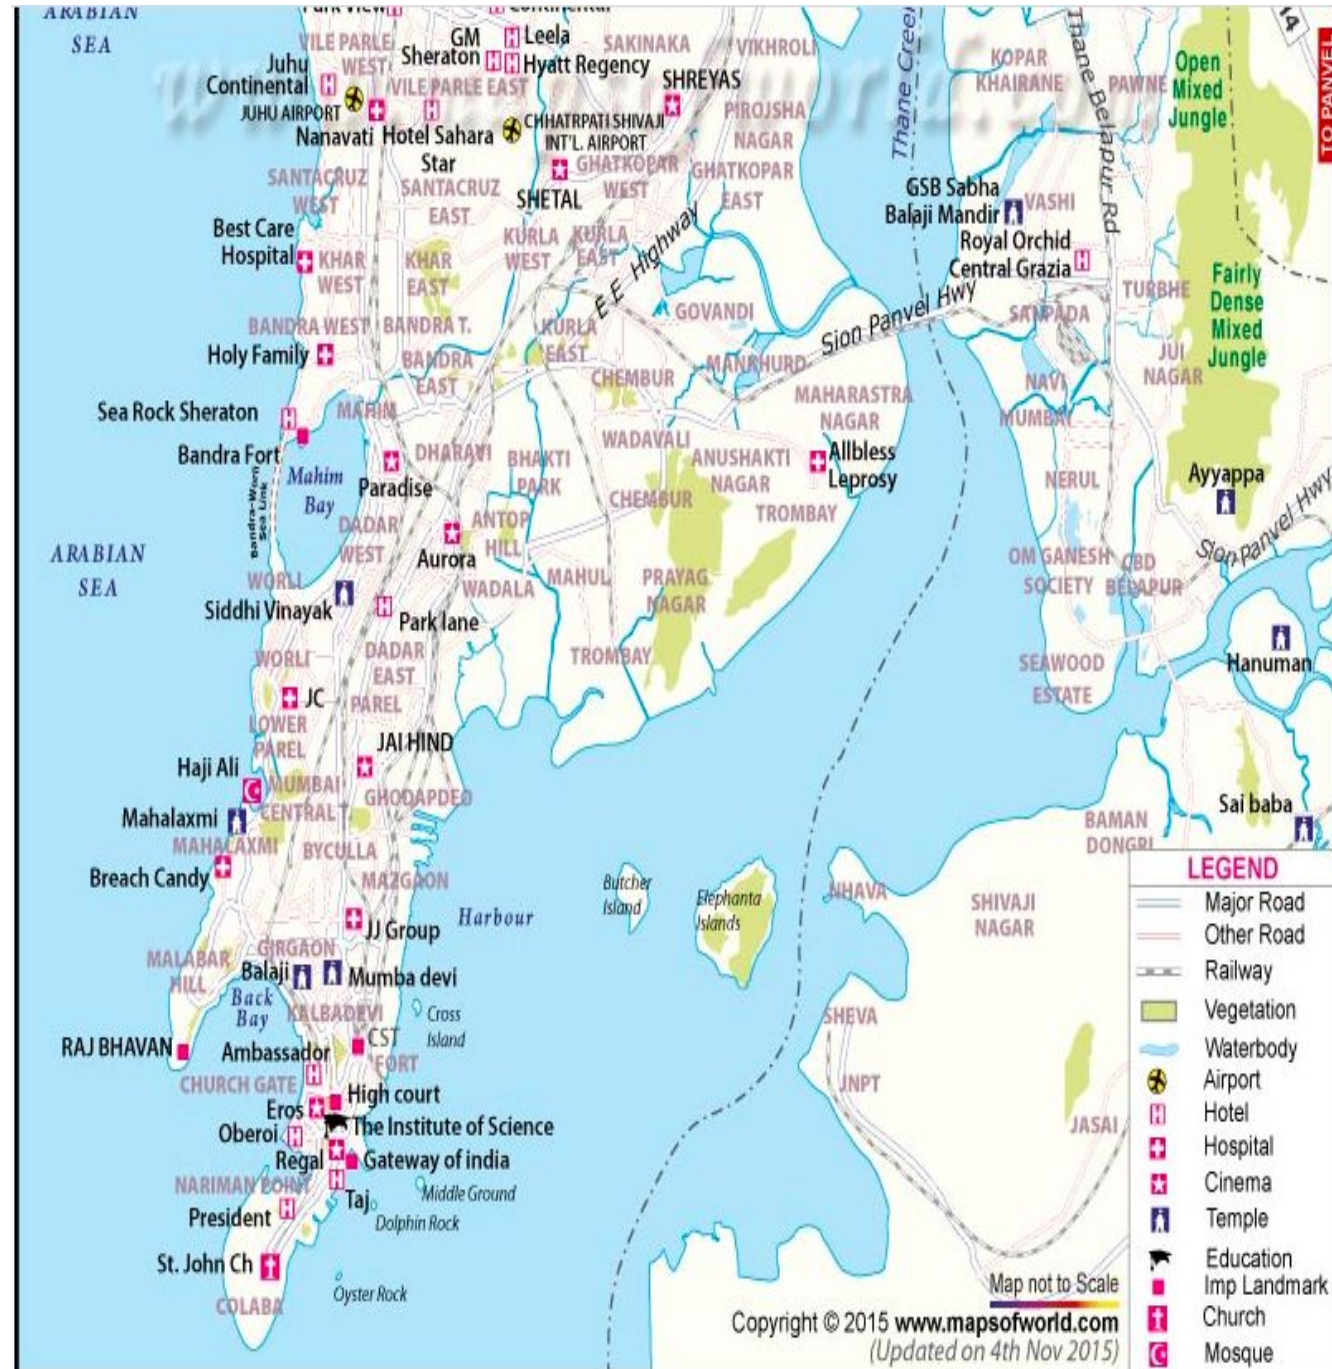 ARABIAN
SEA
Park View
Continental
GM
Sheraton
Leela
Hyatt Regency
VILE PARLE
WEST
SAKINAKA
VIKHROLI
Juhu
Continental
JUHU AIRPORT
VILE PARLE EAST
SHREYAS
Nanavati
Hotel Sahara
Star
CHHATRPATI SHIVAJI
INT'L. AIRPORT
PIROJSHA
NAGAR
SANTACRUZ
WEST
SANTACRUZ
EAST
SHETAL
GHATKOPAR
WEST
GHATKOPAR
EAST
Thane Creek
KOPAR
KHAIRANE
Thane Belapur Rd
PAWNE
Open
Mixed
Jungle
14
TO PANVEL
www.mapsofworld.com
Best Care
Hospital
KHAR
WEST
KHAR
EAST
KURLA
WEST
KURLA
EAST
E E Highway
GSB Sabha
Balaji Mandir
VASHI
Royal Orchid
Central Grazia
TURBHE
Fairly
Dense
Mixed
Jungle
BANDRA WEST
BANDRA T.
Holy Family
BANDRA
EAST
KURLA
EAST
GOVANDI
Sion Panvel Hwy
SANPADA
CHEMBUR
MANKHURD
JUI
NAGAR
NAVI
MUMBAI
MAHARASTRA
NAGAR
Sea Rock Sheraton
MAHIM
Bandra Fort
Mahim
Bay
Bandra-Worli
Sea Link
Paradise
DHARAVI
BHAKTI
PARK
WADAVALI
CHEMBUR
ANUSHAKTI
NAGAR
Allbless
Leprosy
TROMBAY
NERUL
Ayyappa
Sion Panvel Hwy
ARABIAN
SEA
DADAR
WEST
Aurora
ANTOP
HILL
WADALA
MAHUL
PRAYAG
NAGAR
OM GANESH
SOCIETY
CBD
BELAPUR
WORLI
Siddhi Vinayak
Park lane
WORLI
DADAR
EAST
TROMBAY
SEAWOOD
ESTATE
Hanuman
JC
PAREL
LOWER
PAREL
JAI HIND
Haji Ali
MUMBAI
CENTRAL T.
GHODAPDEO
Mahalaxmi
MAHALAXMI
BYCULLA
Breach Candy
MAZGAON
Sai baba
BAMAN
DONGRI
Butcher
Island
Elephanta
Islands
NHAVA
SHIVAJI
NAGAR
Harbour
JJ Group
GIRGAON
MALABAR
HILL
Balaji
Mumba devi
Back
Bay
KALBADEVI
Cross
Island
SHEVA
RAJ BHAVAN
CST
FORT
Ambassador
CHURCH GATE
JNPT
High court
Eros
The Institute of Science
Oberoi
JASAI
Regal
Gateway of india
NARIMAN POINT
Taj
Middle Ground
President
Dolphin Rock
St. John Ch
COLABA
Oyster Rock
LEGEND
Major Road
Other Road
Railway
Vegetation
Waterbody
Airport
Hotel
Hospital
Cinema
Temple
Education
Imp Landmark
Church
Mosque
Map not to Scale
Copyright © 2015 www.mapsofworld.com
(Updated on 4th Nov 2015)